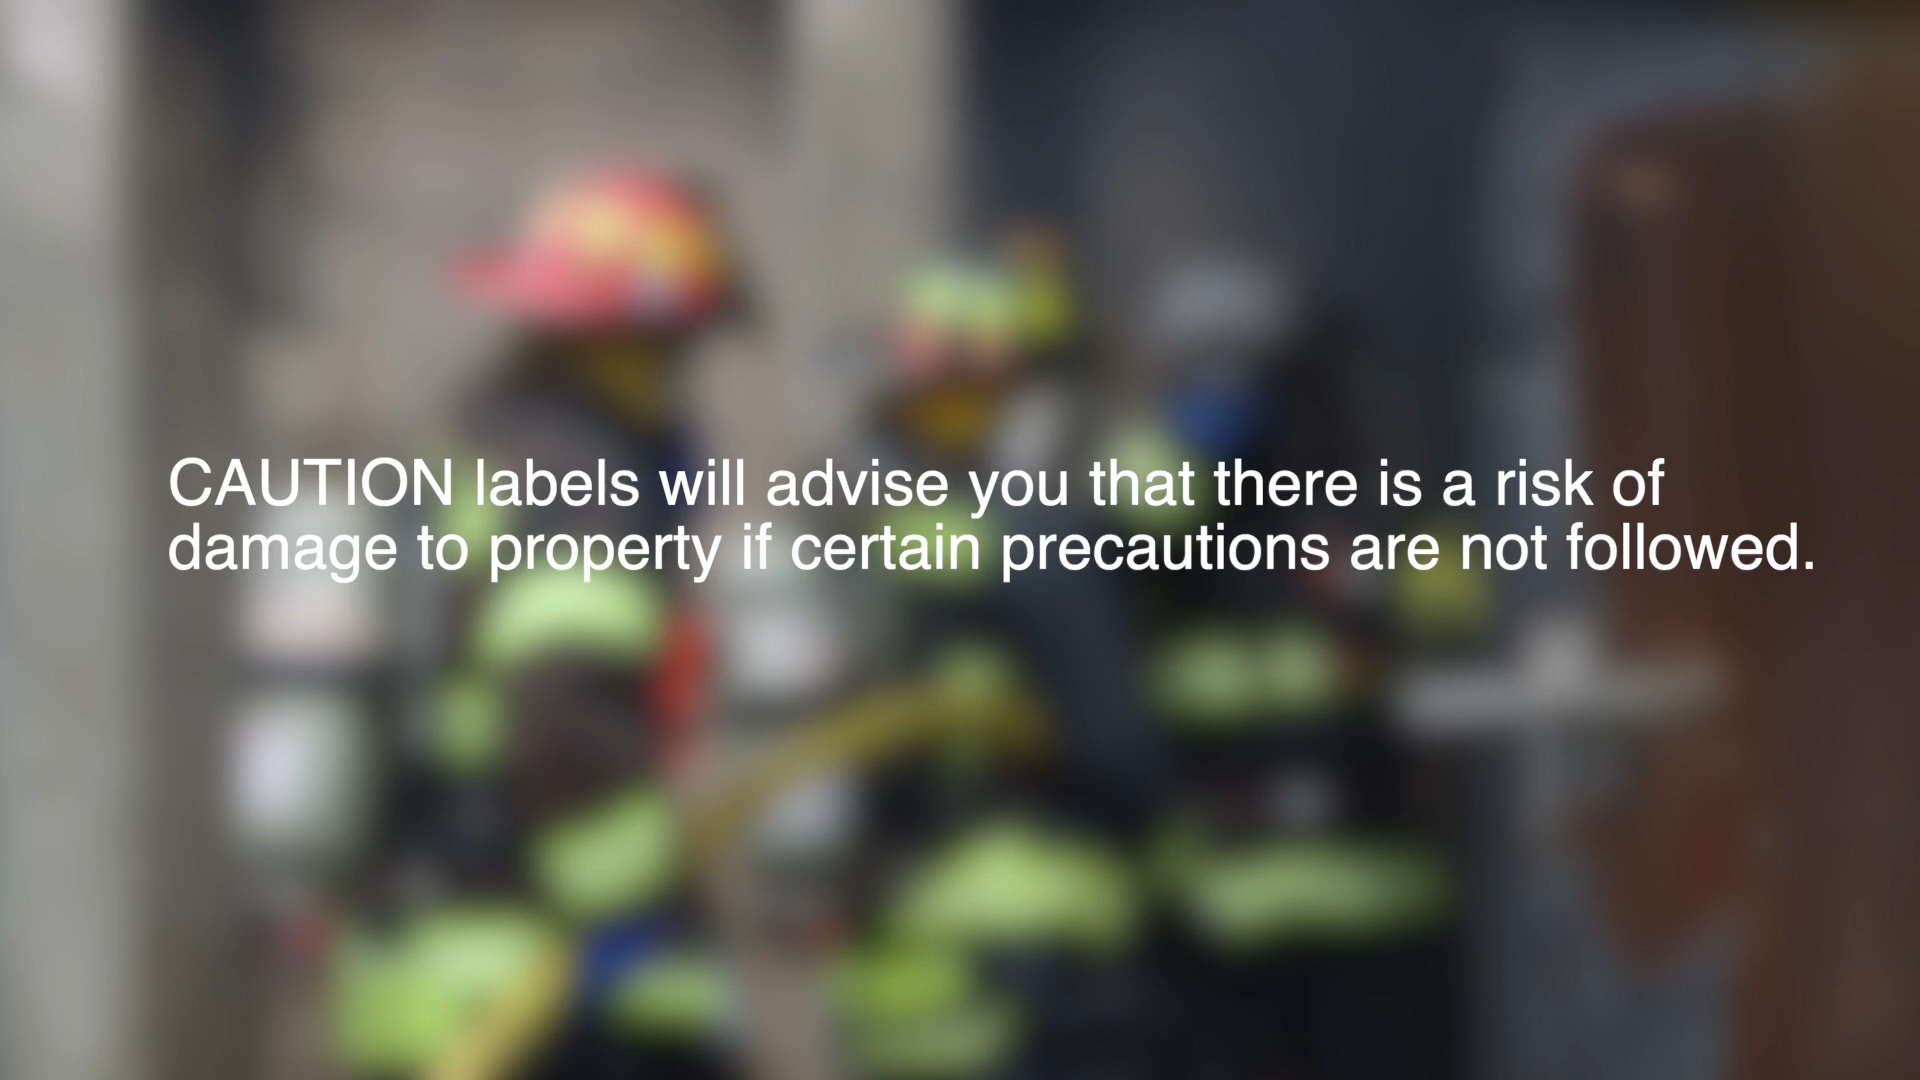 CAUTION labels will advise you that there is a risk of
damage to property if certain precautions are not followed.